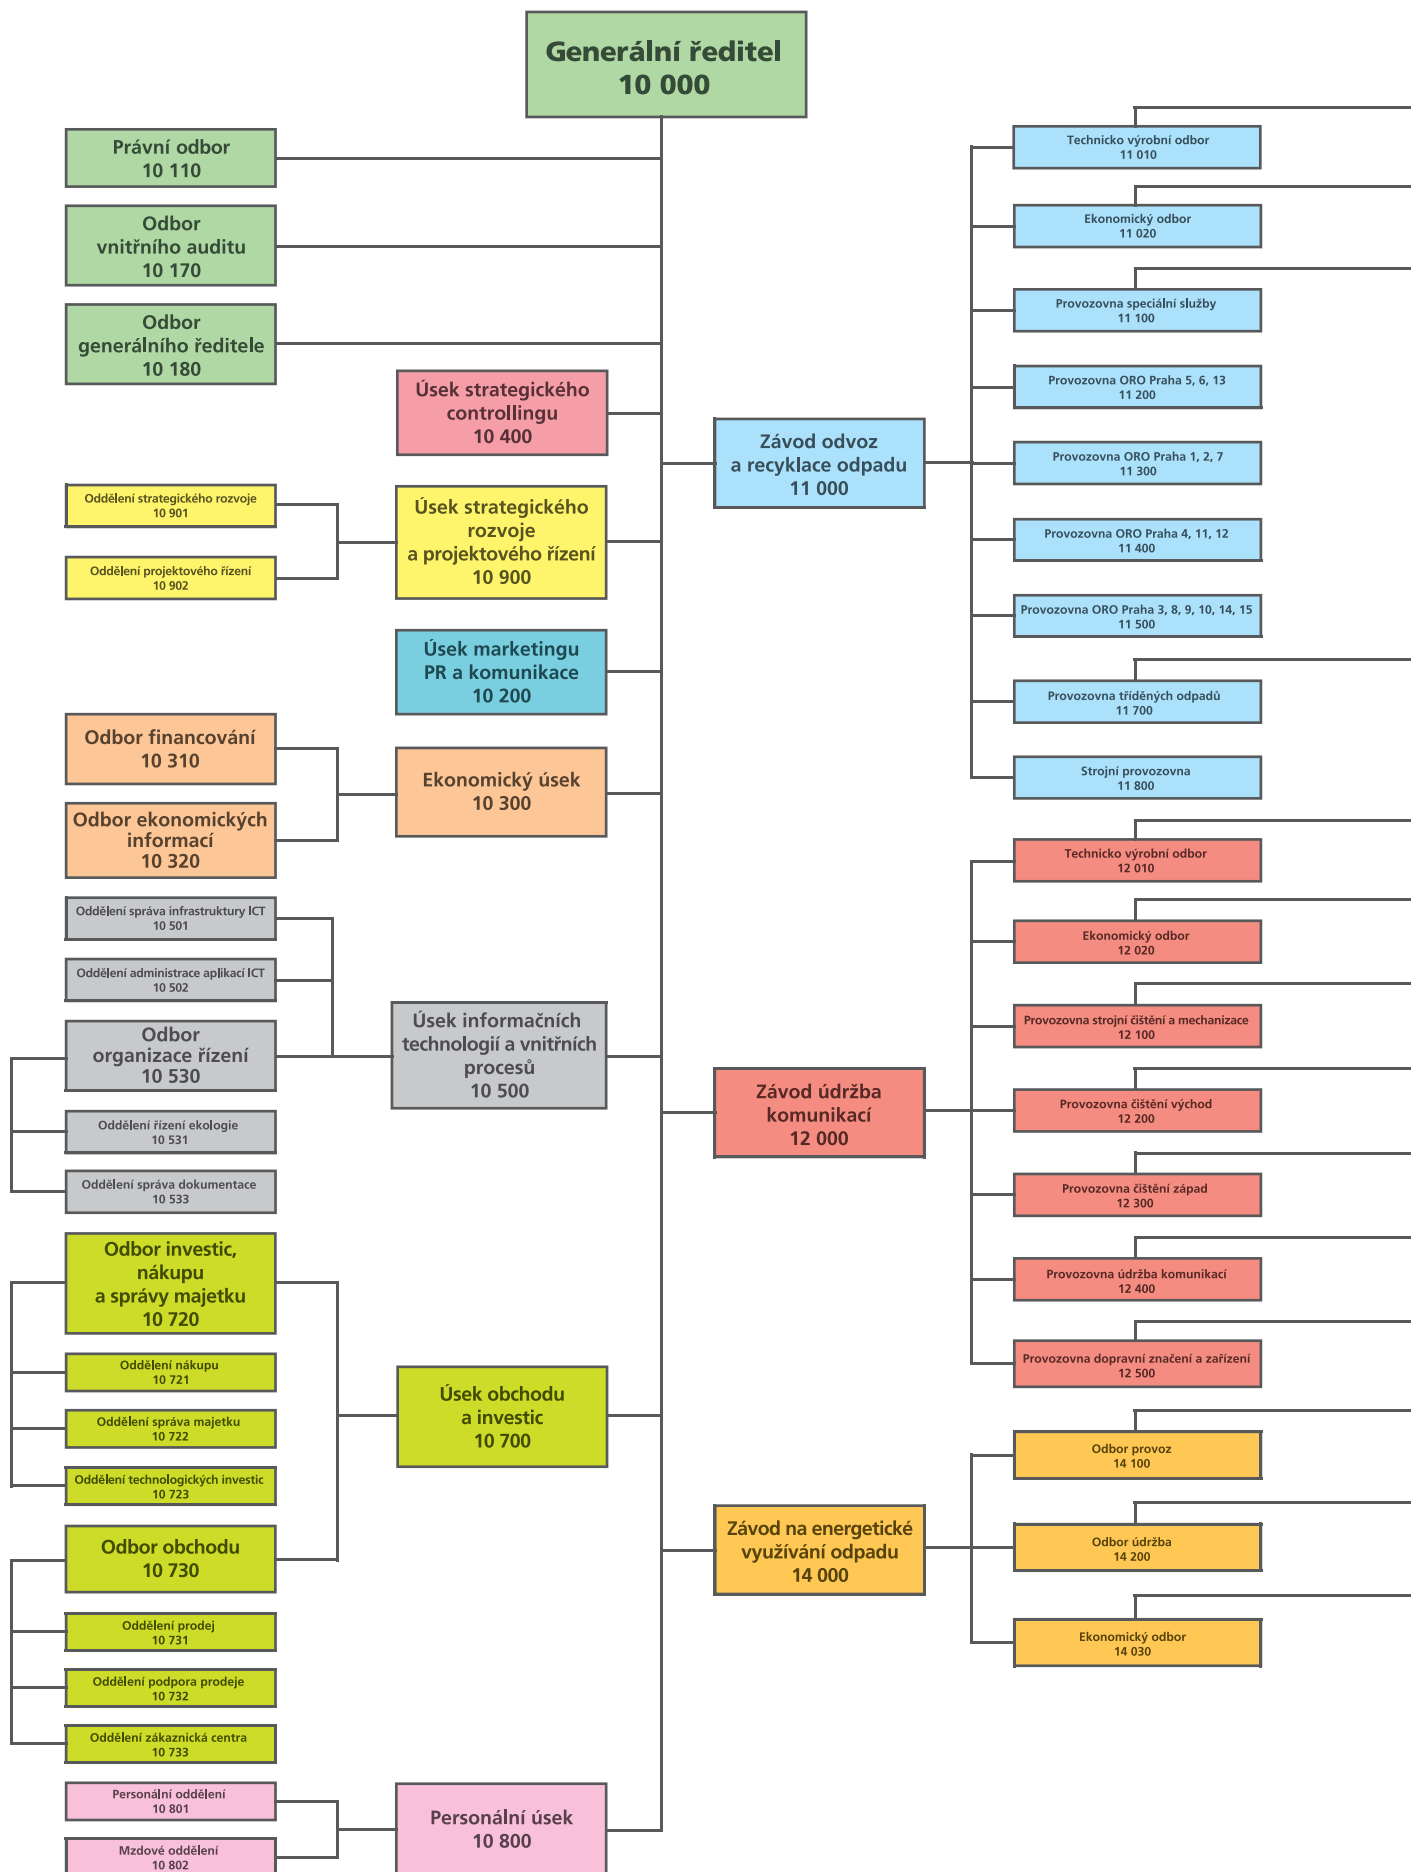 Generální ředitel
10 000
Právní odbor
10 110
Odbor
vnitřního auditu
10 170
Odbor
generálního ředitele
10 180
Úsek strategického
controllingu
10 400
Oddělení strategického rozvoje
10 901
Oddělení projektového řízení
10 902
Úsek strategického
rozvoje
a projektového řízení
10 900
Úsek marketingu
PR a komunikace
10 200
Odbor financování
10 310
Odbor ekonomických
informací
10 320
Ekonomický úsek
10 300
Oddělení správa infrastruktury ICT
10 501
Oddělení administrace aplikací ICT
10 502
Odbor
organizace řízení
10 530
Oddělení řízení ekologie
10 531
Oddělení správa dokumentace
10 533
Úsek informačních
technologií a vnitřních
procesů
10 500
Odbor investic,
nákupu
a správy majetku
10 720
Oddělení nákupu
10 721
Oddělení správa majetku
10 722
Oddělení technologických investic
10 723
Odbor obchodu
10 730
Oddělení prodej
10 731
Oddělení podpora prodeje
10 732
Oddělení zákaznická centra
10 733
Úsek obchodu
a investic
10 700
Personální oddělení
10 801
Mzdové oddělení
10 802
Personální úsek
10 800
Závod odvoz
a recyklace odpadu
11 000
Technicko výrobní odbor
11 010
Ekonomický odbor
11 020
Provozovna speciální služby
11 100
Provozovna ORO Praha 5, 6, 13
11 200
Provozovna ORO Praha 1, 2, 7
11 300
Provozovna ORO Praha 4, 11, 12
11 400
Provozovna ORO Praha 3, 8, 9, 10, 14, 15
11 500
Provozovna tříděných odpadů
11 700
Strojní provozovna
11 800
Závod údržba
komunikací
12 000
Technicko výrobní odbor
12 010
Ekonomický odbor
12 020
Provozovna strojní čištění a mechanizace
12 100
Provozovna čištění východ
12 200
Provozovna čištění západ
12 300
Provozovna údržba komunikací
12 400
Provozovna dopravní značení a zařízení
12 500
Závod na energetické
využívání odpadu
14 000
Odbor provoz
14 100
Odbor údržba
14 200
Ekonomický odbor
14 030